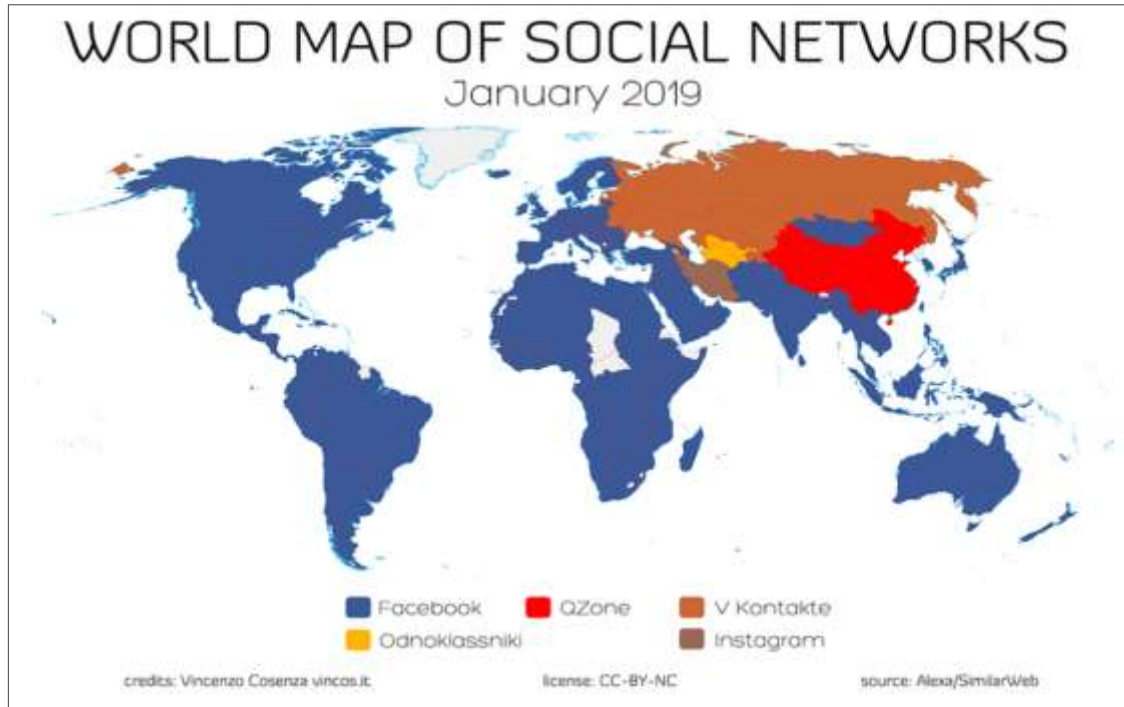 WORLD MAP OF SOCIAL NETWORKS
January 2019
Facebook QZone V Kontakte
Odnoklassniki Instagram
credits: Vincenzo Cosenza vincos.it license: CC-BY-NC source: Alexa/SimilarWeb